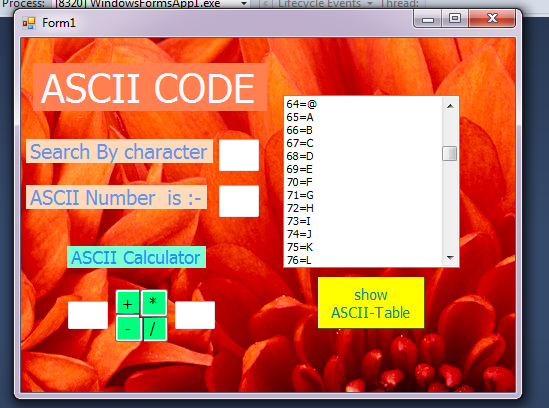 Process: [8320] WindowsFormsApp1.exe Lifecycle Events Thread:
Form1
ASCII CODE
Search By character
ASCII Number is :-
ASCII Calculator
+ *
- /
64=@
65=A
66=B
67=C
68=D
69=E
70=F
71=G
72=H
73=I
74=J
75=K
76=L
show
ASCII-Table